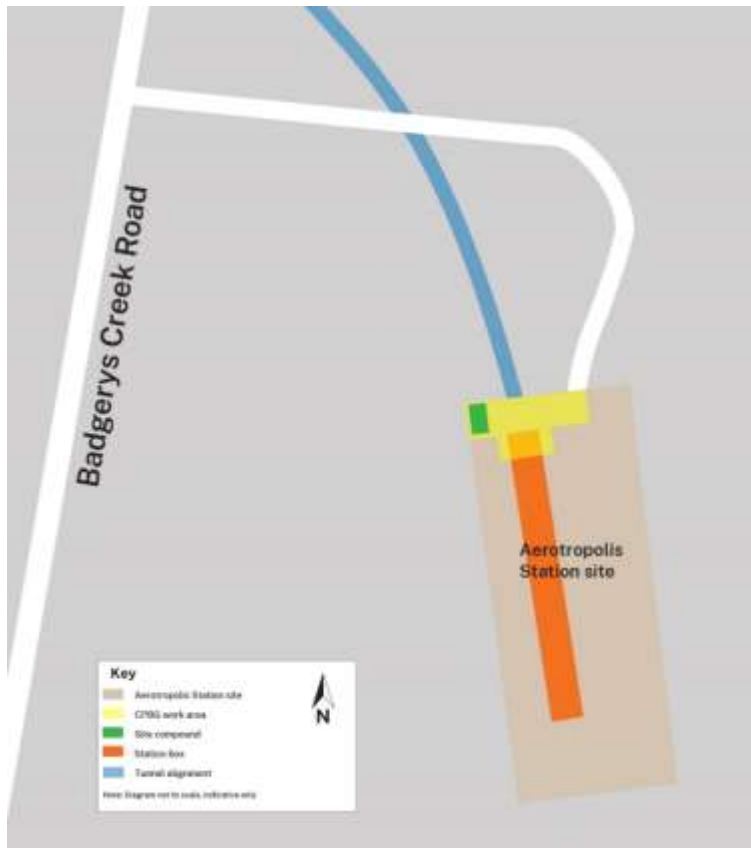 Badgerys Creek Road
Aerotropolis
Station site
Key
Aerotropolis Station site
CPBG work area
Site compound
Station box
Tunnel alignment
Note: Diagram not to scale, indicative only
N